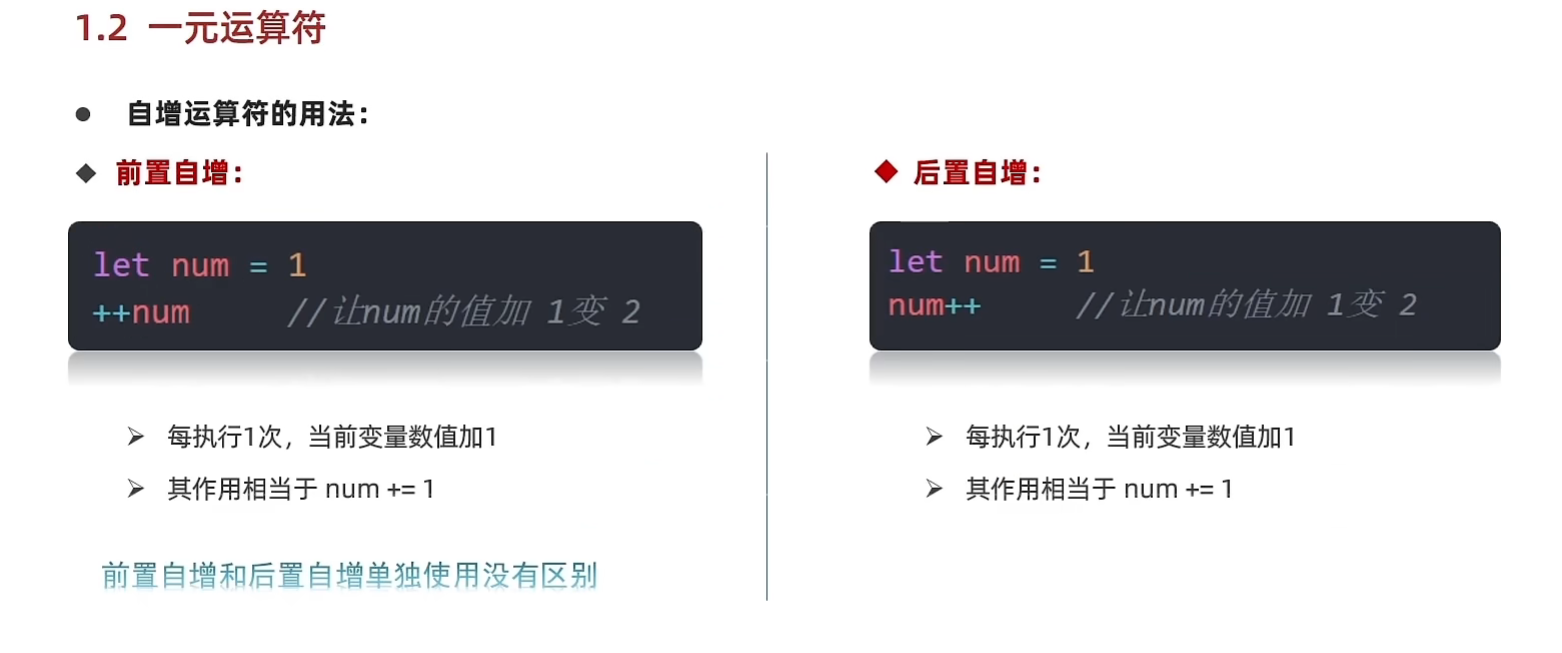 1.2 一元运算符
自增运算符的用法：
前置自增：
let num = 1
++num //让num的值加 1变 2
每执行1次，当前变量数值加1
其作用相当于 num += 1
前置自增和后置自增单独使用没有区别
后置自增：
let num = 1
num++ //让num的值加 1变 2
每执行1次，当前变量数值加1
其作用相当于 num += 1